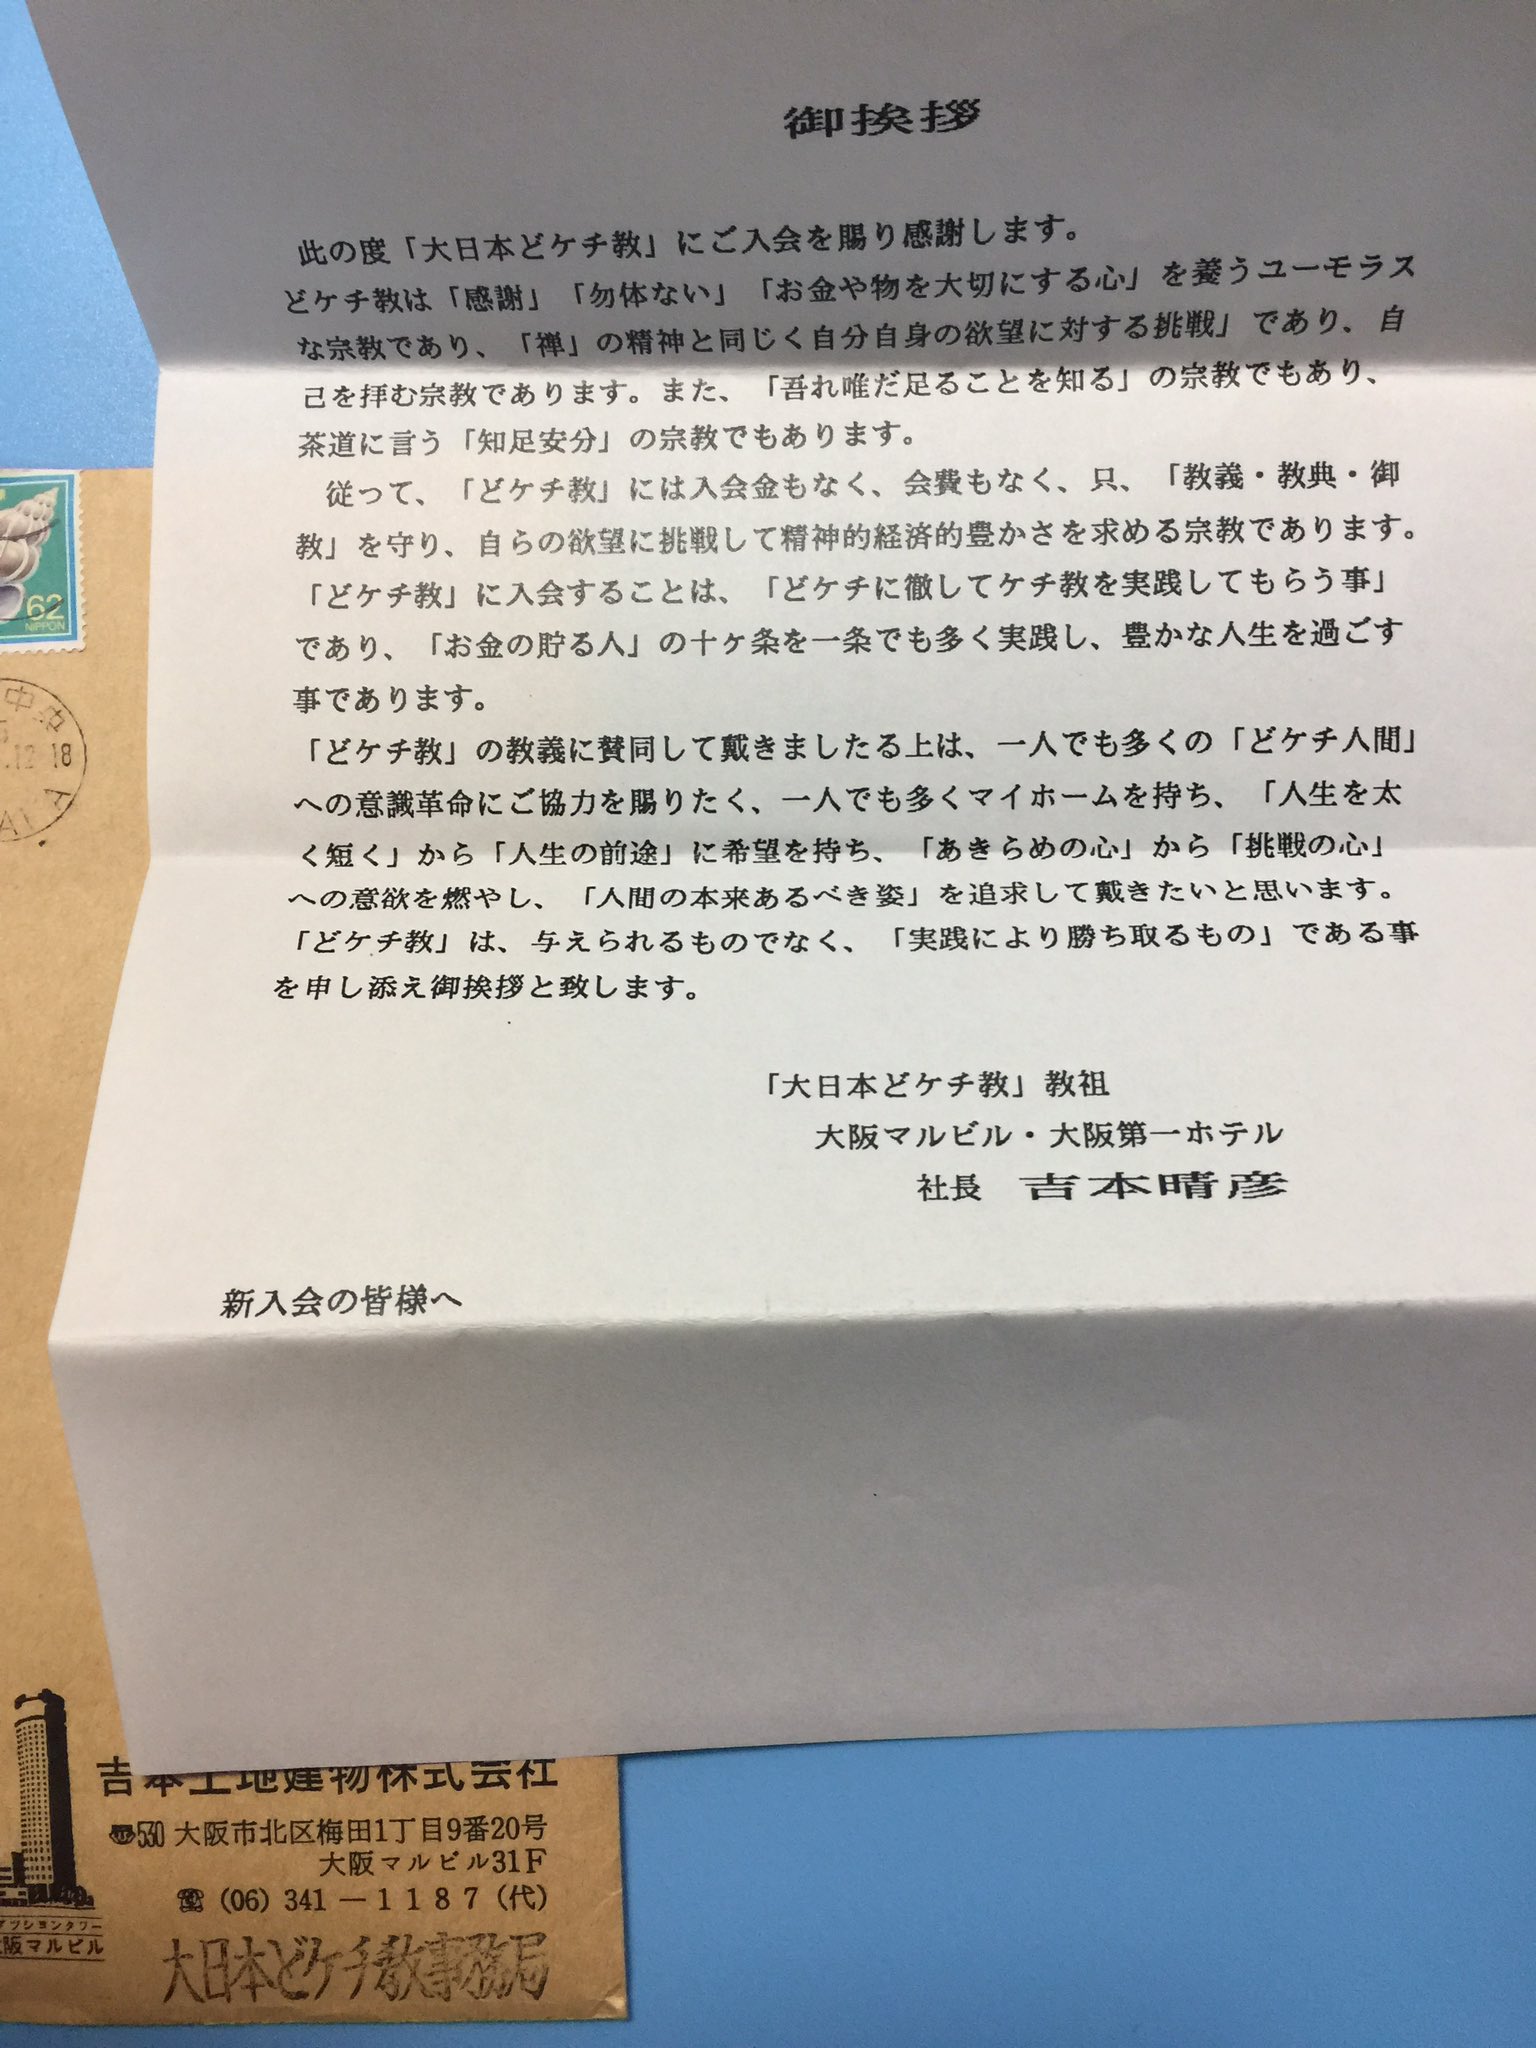 御挨拶
此の度「大日本どケチ教」にご入会を賜り感謝します。
どケチ教は「感謝」「勿体ない」「お金や物を大切にする心」を養うユーモラス
な宗教であり、「禅」の精神と同じく自分自身の欲望に対する挑戦」であり、自
己を拝む宗教であります。また、「吾れ唯だ足ることを知る」の宗教でもあり、
茶道に言う「知足安分」の宗教でもあります。
従って、「どケチ教」には入会金もなく、会費もなく、只、「教義・教典・御
教」を守り、自らの欲望に挑戦して精神的経済的豊かさを求める宗教であります。
「どケチ教」に入会することは、「どケチに徹してケチ教を実践してもらう事」
であり、「お金の貯る人」の十ヶ条を一条でも多く実践し、豊かな人生を過ごす
事であります。
「どケチ教」の教義に賛同して戴きましたる上は、一人でも多くの「どケチ人間」
への意識革命にご協力を賜りたく、一人でも多くマイホームを持ち、「人生を太
く短く」から「人生の前途」に希望を持ち、「あきらめの心」から「挑戦の心」
への意欲を燃やし、「人間の本来あるべき姿」を追求して戴きたいと思います。
「どケチ教」は、与えられるものでなく、「実践により勝ち取るもの」である事
を申し添え御挨拶と致します。
「大日本どケチ教」教祖
大阪マルビル・大阪第一ホテル
社長 吉本晴彦
新入会の皆様へ
62
NIPPON
中央
.12 18
吉本土地建物株式会社
〠530 大阪市北区梅田1丁目9番20号
大阪マルビル31F
☎ (06) 341-1187 (代)
大日本どケチ教事務局
クションタワー
阪マルビル